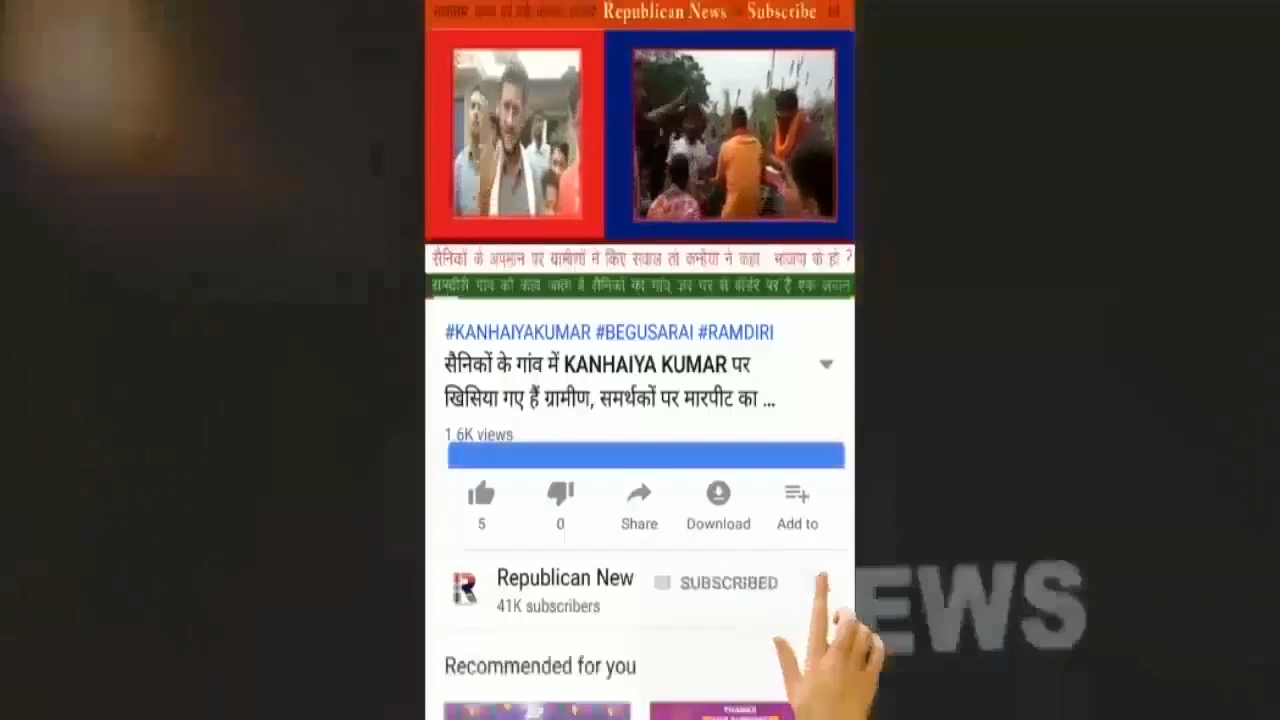 Republican News Subscribe
सैनिकों के अपमान पर ग्रामीणों ने किए सवाल तो कन्हैया ने कहा भाजपा के हो ?
#KANHAIYAKUMAR #BEGUSARAI #RAMDIRI
सैनिकों के गांव में KANHAIYA KUMAR पर
खिसिया गए हैं ग्रामीण, समर्थकों पर मारपीट का ...
1.6K views
5 0 Share Download Add to
Republican New SUBSCRIBED
41K subscribers
EWS
Recommended for you